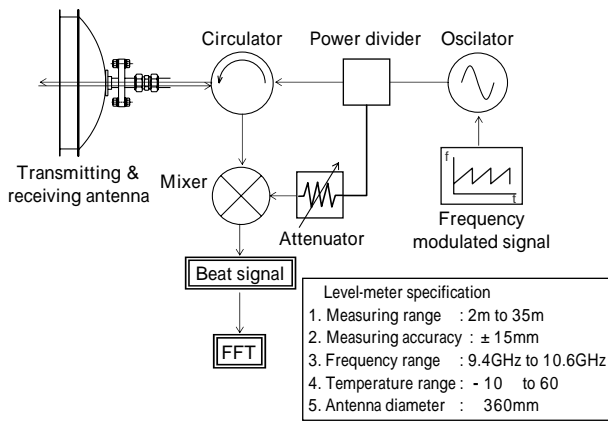 Circulator
Power divider
Oscilator
Transmitting &
receiving antenna
Mixer
Attenuator
f
t
Frequency
modulated signal
Beat signal
FFT
Level-meter specification
1. Measuring range : 2m to 35m
2. Measuring accuracy : ± 15mm
3. Frequency range : 9.4GHz to 10.6GHz
4. Temperature range : - 10 to 60
5. Antenna diameter : 360mm